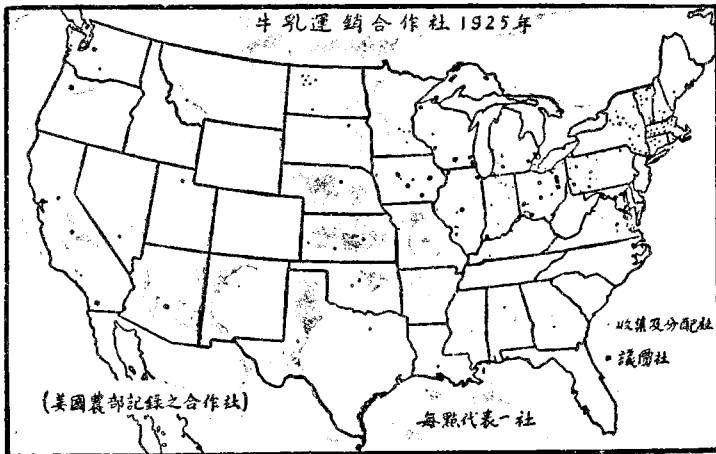 牛乳運銷合作社1925年
· 收集及分配社
▪ 議價社
(美國農部記錄之合作社)
每點代表一社